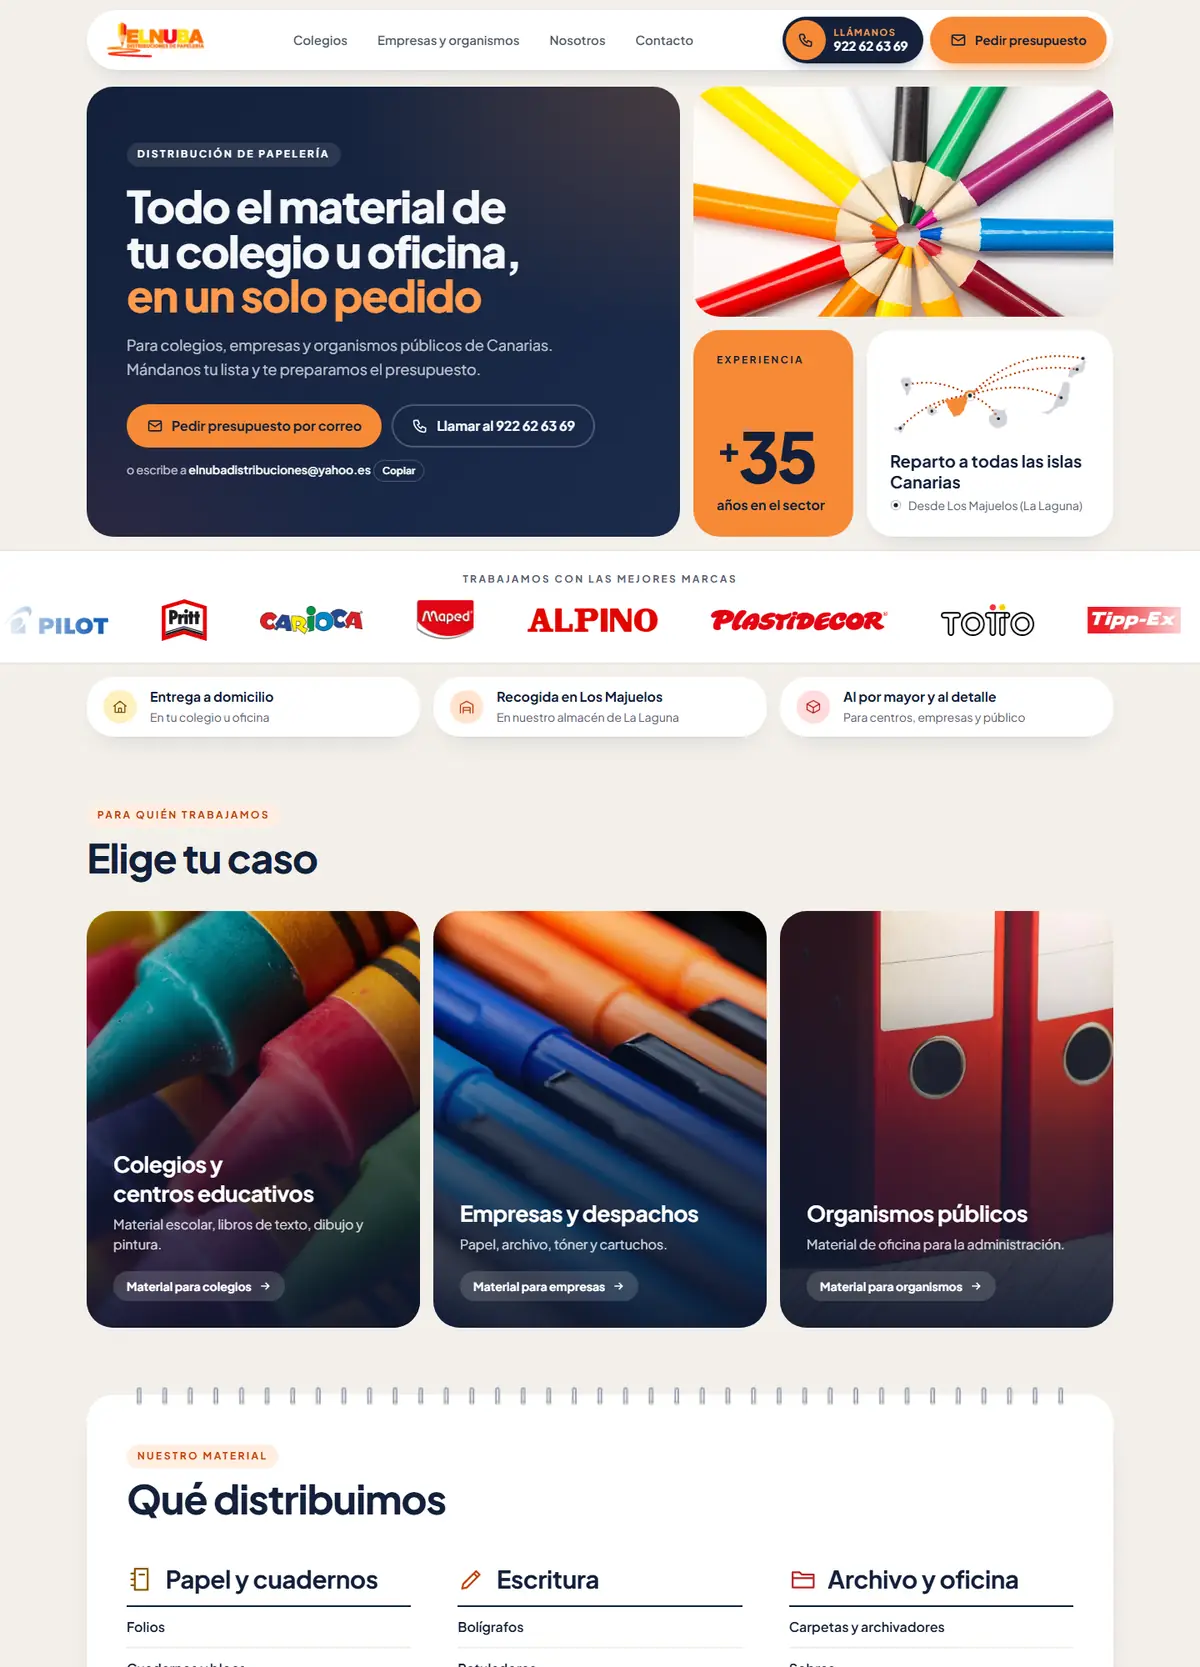 ELNUBA
DISTRIBUCIONES DE PAPELERÍA
Colegios
Empresas y organismos
Nosotros
Contacto
LLÁMANOS
922 62 63 69
Pedir presupuesto
DISTRIBUCIÓN DE PAPELERÍA
Todo el material de
tu colegio u oficina,
en un solo pedido
Para colegios, empresas y organismos públicos de Canarias.
Mándanos tu lista y te preparamos el presupuesto.
Pedir presupuesto por correo
Llamar al 922 62 63 69
o escribe a elnubadistribuciones@yahoo.es
Copiar
EXPERIENCIA
+35
años en el sector
Reparto a todas las islas
Canarias
Desde Los Majuelos (La Laguna)
TRABAJAMOS CON LAS MEJORES MARCAS
PILOT
Pritt
CARIOCA
Maped
ALPINO
PLASTIDECOR
TOTTO
Tipp-Ex
Entrega a domicilio
En tu colegio u oficina
Recogida en Los Majuelos
En nuestro almacén de La Laguna
Al por mayor y al detalle
Para centros, empresas y público
PARA QUIÉN TRABAJAMOS
Elige tu caso
Colegios y
centros educativos
Material escolar, libros de texto, dibujo y
pintura.
Material para colegios →
Empresas y despachos
Papel, archivo, tóner y cartuchos.
Material para empresas →
Organismos públicos
Material de oficina para la administración.
Material para organismos →
NUESTRO MATERIAL
Qué distribuimos
Papel y cuadernos
Folios
Escritura
Bolígrafos
Archivo y oficina
Carpetas y archivadores